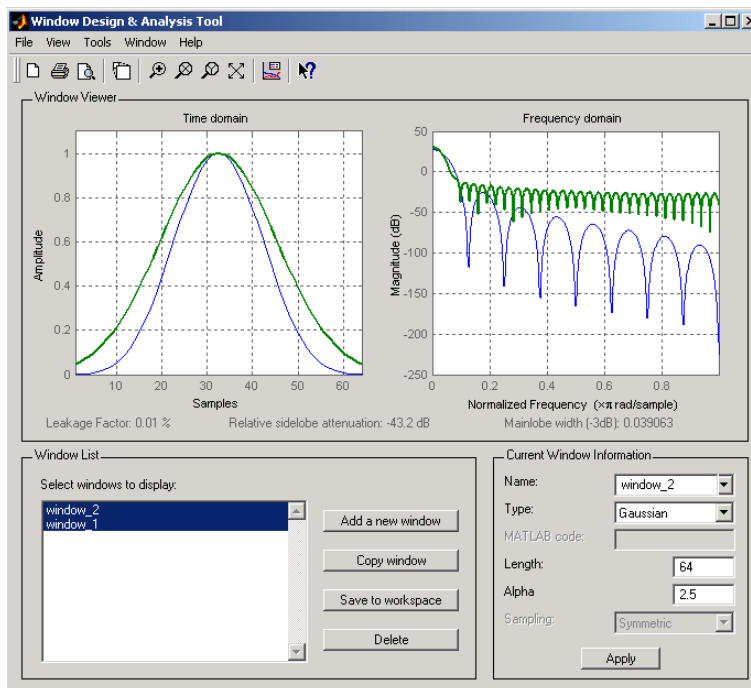 Window Design & Analysis Tool
File View Tools Window Help
Window Viewer
Time domain
Frequency domain
Amplitude
1
0.8
0.6
0.4
0.2
0
10 20 30 40 50 60
Samples
Magnitude (dB)
50
0
-50
-100
-150
-200
-250
0 0.2 0.4 0.6 0.8
Normalized Frequency (×π rad/sample)
Leakage Factor: 0.01 %
Relative sidelobe attenuation: -43.2 dB
Mainlobe width (-3dB): 0.039063
Window List
Select windows to display:
window_2
window_1
Add a new window
Copy window
Save to workspace
Delete
Current Window Information
Name: window_2
Type: Gaussian
MATLAB code:
Length: 64
Alpha 2.5
Sampling: Symmetric
Apply